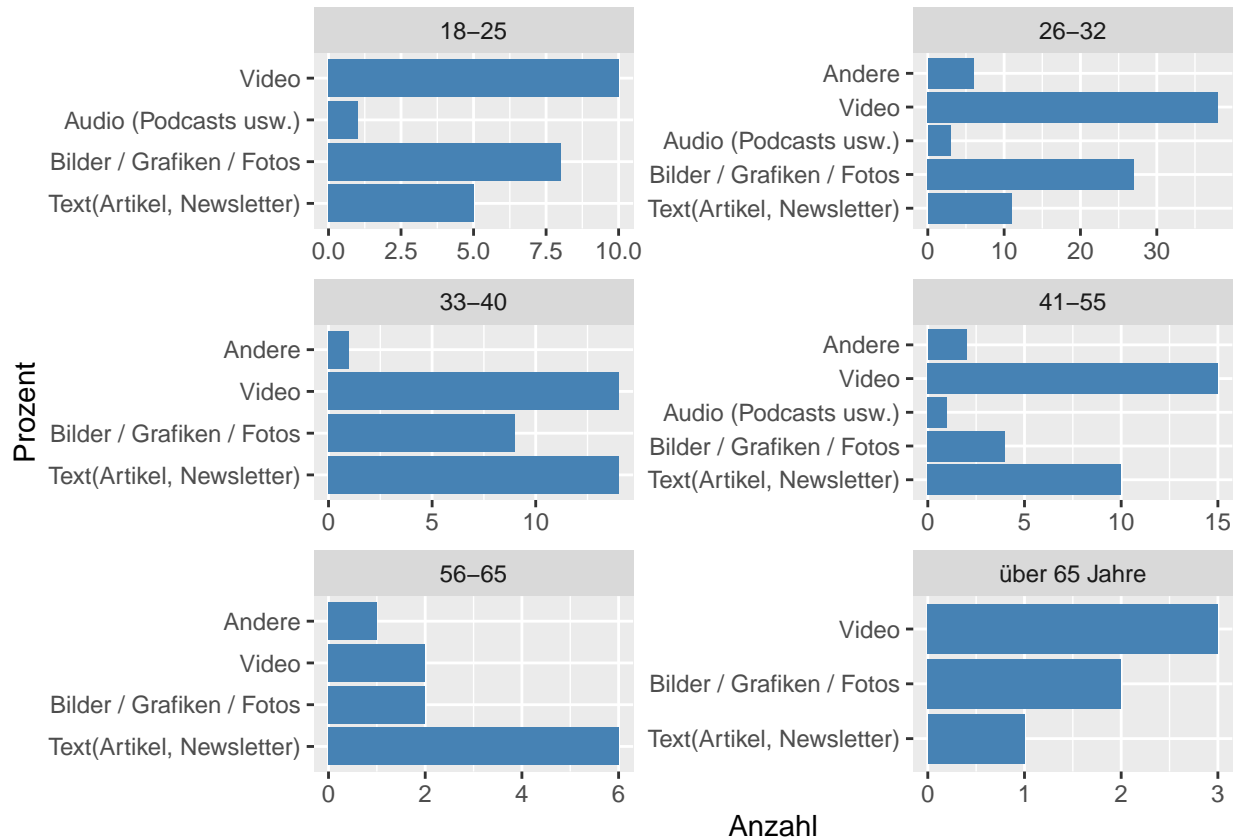 18−25
Video
Audio (Podcasts usw.)
Bilder / Grafiken / Fotos
Text(Artikel, Newsletter)
0.0 2.5 5.0 7.5 10.0
26−32
Andere
Video
Audio (Podcasts usw.)
Bilder / Grafiken / Fotos
Text(Artikel, Newsletter)
0 10 20 30
Prozent
33−40
Andere
Video
Bilder / Grafiken / Fotos
Text(Artikel, Newsletter)
0 5 10
41−55
Andere
Video
Audio (Podcasts usw.)
Bilder / Grafiken / Fotos
Text(Artikel, Newsletter)
0 5 10 15
56−65
Andere
Video
Bilder / Grafiken / Fotos
Text(Artikel, Newsletter)
0 2 4 6
über 65 Jahre
Video
Bilder / Grafiken / Fotos
Text(Artikel, Newsletter)
0 1 2 3
Anzahl